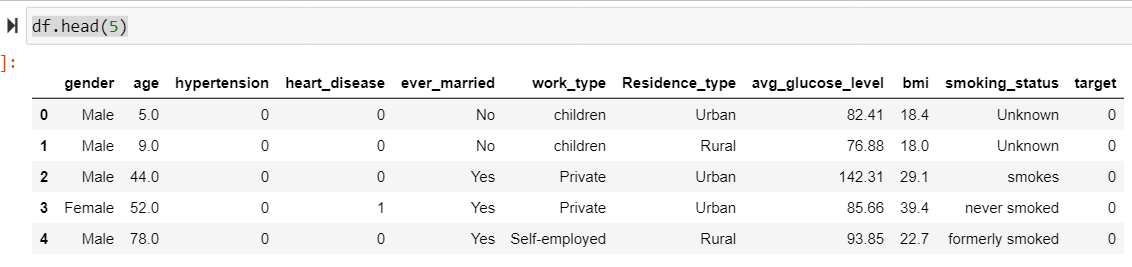 df.head(5)
]:
gender age hypertension heart_disease ever_married work_type Residence_type avg_glucose_level bmi smoking_status target
0 Male 5.0 0 0 No children Urban 82.41 18.4 Unknown 0
1 Male 9.0 0 0 No children Rural 76.88 18.0 Unknown 0
2 Male 44.0 0 0 Yes Private Urban 142.31 29.1 smokes 0
3 Female 52.0 0 1 Yes Private Urban 85.66 39.4 never smoked 0
4 Male 78.0 0 0 Yes Self-employed Rural 93.85 22.7 formerly smoked 0